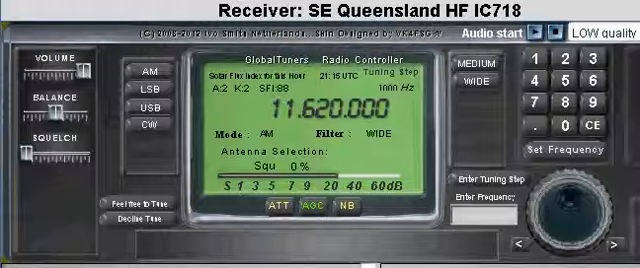 Receiver: SE Queensland HF IC718
(C) 2008-2012 Ivo Smits Netherlands...Skin Designed by VK4FSG
Audio start
LOW quality
VOLUME
BALANCE
SQUELCH
AM
LSB
USB
CW
Feel free to Tune
Decline Tune
GlobalTuners Radio Controller
Solar Flux Index for this Hour 21:15 UTC Tuning Step
A:2 K:2 SFI:88 1000 Hz
11.620.000
Mode : AM Filter : WIDE
Antenna Selection:
Squ 0 %
S 1 3 5 7 9 20 40 60dB
ATT AGC NB
MEDIUM
WIDE
1 2 3
4 5 6
7 8 9
. 0 CE
Set Frequency
Enter Tuning Step
Enter Frequency
< >